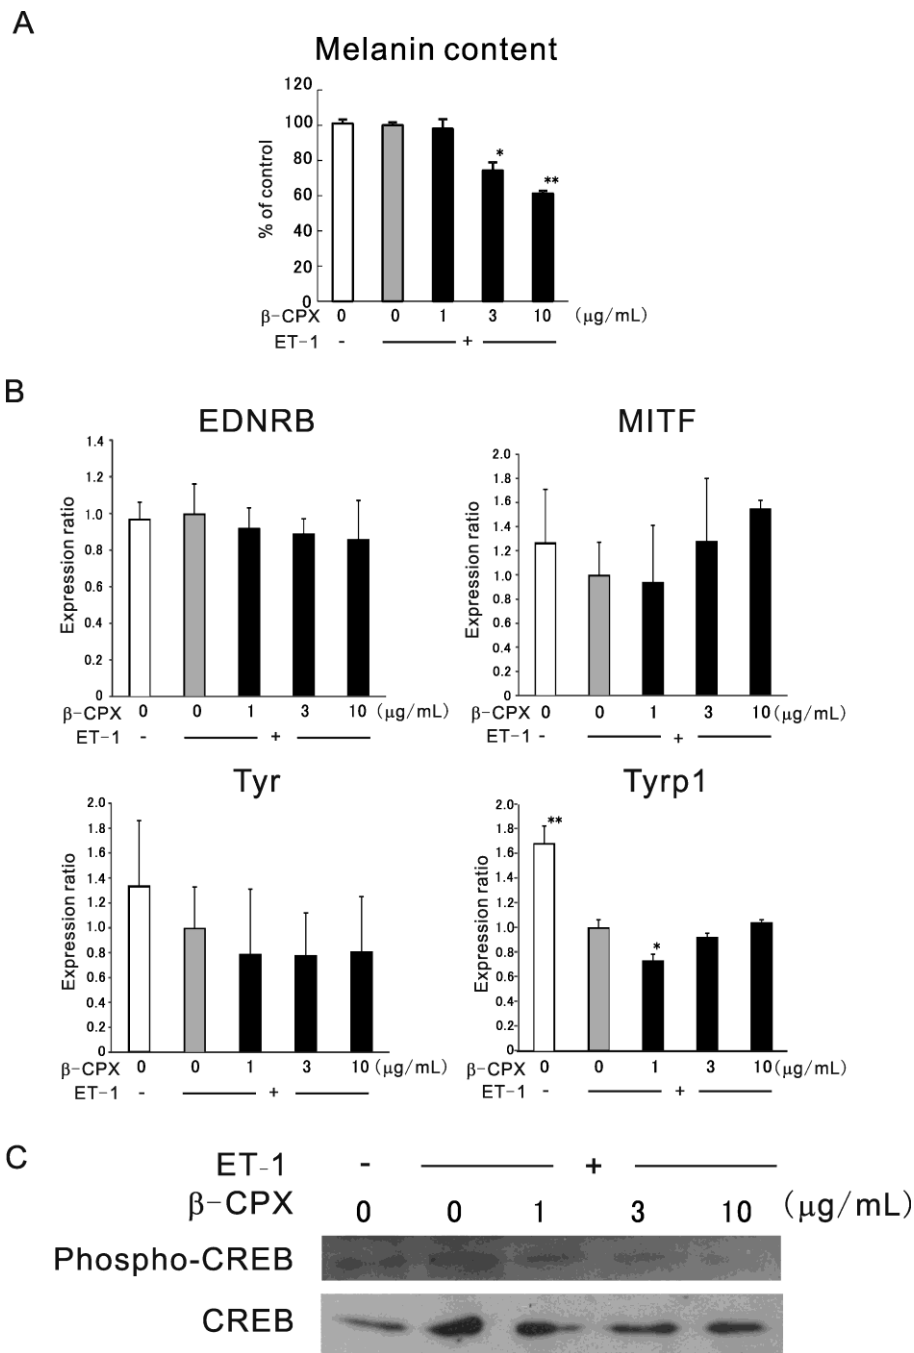 A
Melanin content
120
100
80
60
40
20
0
% of control
*
**
β-CPX 0 0 1 3 10 (μg/mL)
ET-1 - +
B
EDNRB
1.4
1.2
1.0
0.8
0.6
0.4
0.2
0
Expression ratio
β-CPX 0 0 1 3 10 (μg/mL)
ET-1 - +
MITF
2.0
1.8
1.6
1.4
1.2
1.0
0.8
0.6
0.4
0.2
0
Expression ratio
β-CPX 0 0 1 3 10 (μg/mL)
ET-1 - +
Tyr
2.0
1.8
1.6
1.4
1.2
1.0
0.8
0.6
0.4
0.2
0
Expression ratio
β-CPX 0 0 1 3 10 (μg/mL)
ET-1 - +
Tyrp1
2.0
1.8
1.6
1.4
1.2
1.0
0.8
0.6
0.4
0.2
0
Expression ratio
**
*
β-CPX 0 0 1 3 10 (μg/mL)
ET-1 - +
C
ET-1 - +
β-CPX 0 0 1 3 10 (μg/mL)
Phospho-CREB
CREB